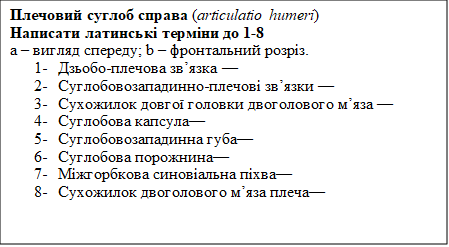 Плечовий суглоб справа (articulatio humeri)
Написати латинські терміни до 1-8
а – вигляд спереду; b – фронтальний розріз.
1- Дзьобо-плечова зв’язка —
2- Суглобовозападинно-плечові зв’язки —
3- Сухожилок довгої головки двоголового м’яза —
4- Суглобова капсула—
5- Суглобовозападинна губа—
6- Суглобова порожнина—
7- Міжгорбкова синовіальна піхва—
8- Сухожилок двоголового м’яза плеча—